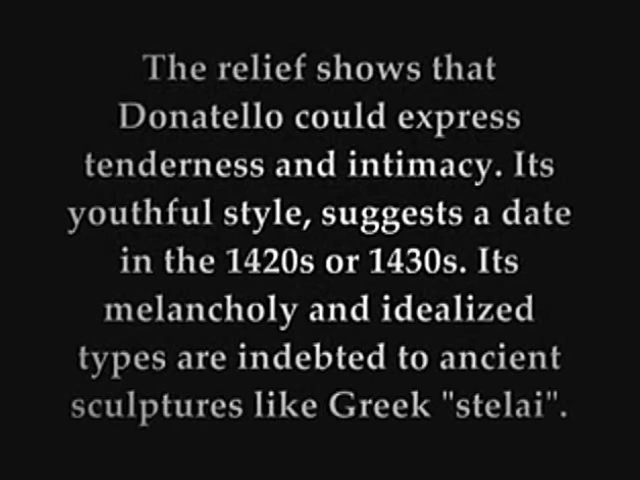 The relief shows that
Donatello could express
tenderness and intimacy. Its
youthful style, suggests a date
in the 1420s or 1430s. Its
melancholy and idealized
types are indebted to ancient
sculptures like Greek "stelai".